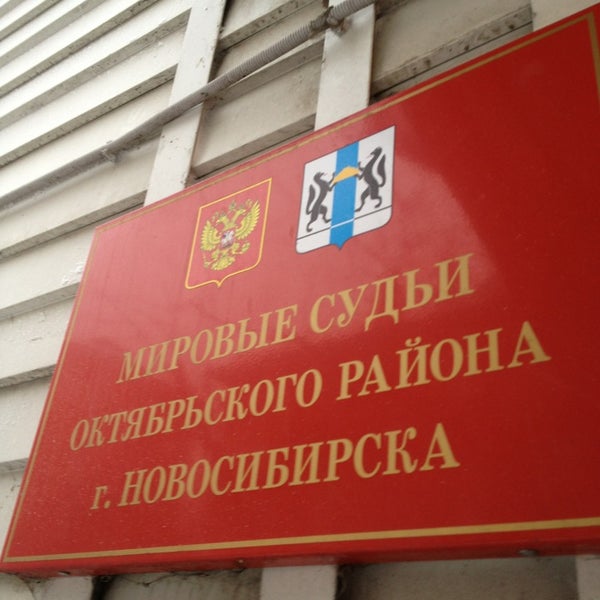 МИРОВЫЕ СУДЬИ
ОКТЯБРЬСКОГО РАЙОНА
г. НОВОСИБИРСКА